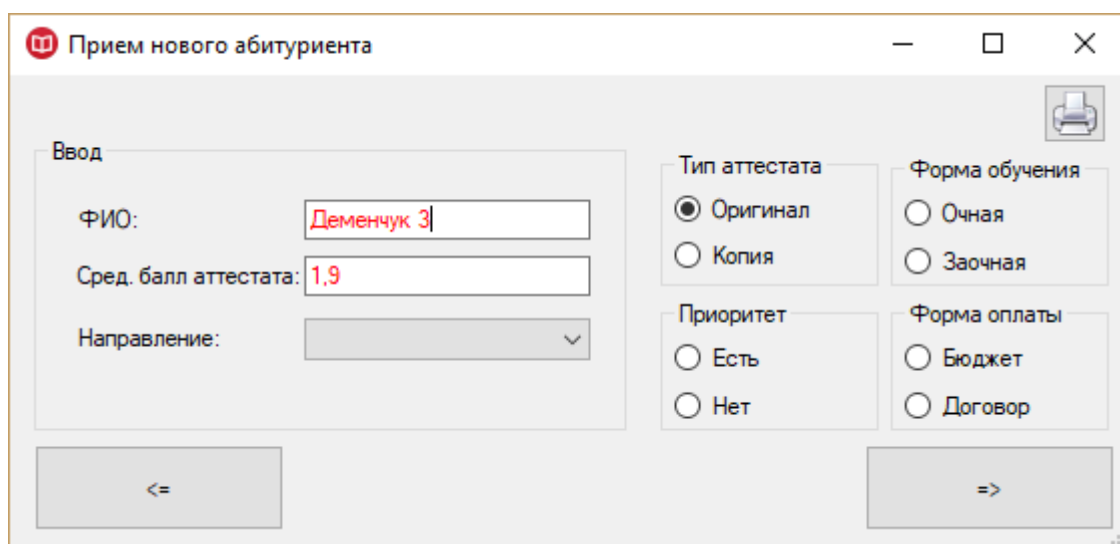 Прием нового абитуриента
Ввод
ФИО:
Деменчук 3
Сред. балл аттестата:
1,9
Направление:
Тип аттестата
Оригинал
Копия
Форма обучения
Очная
Заочная
Приоритет
Есть
Нет
Форма оплаты
Бюджет
Договор
<=
=>